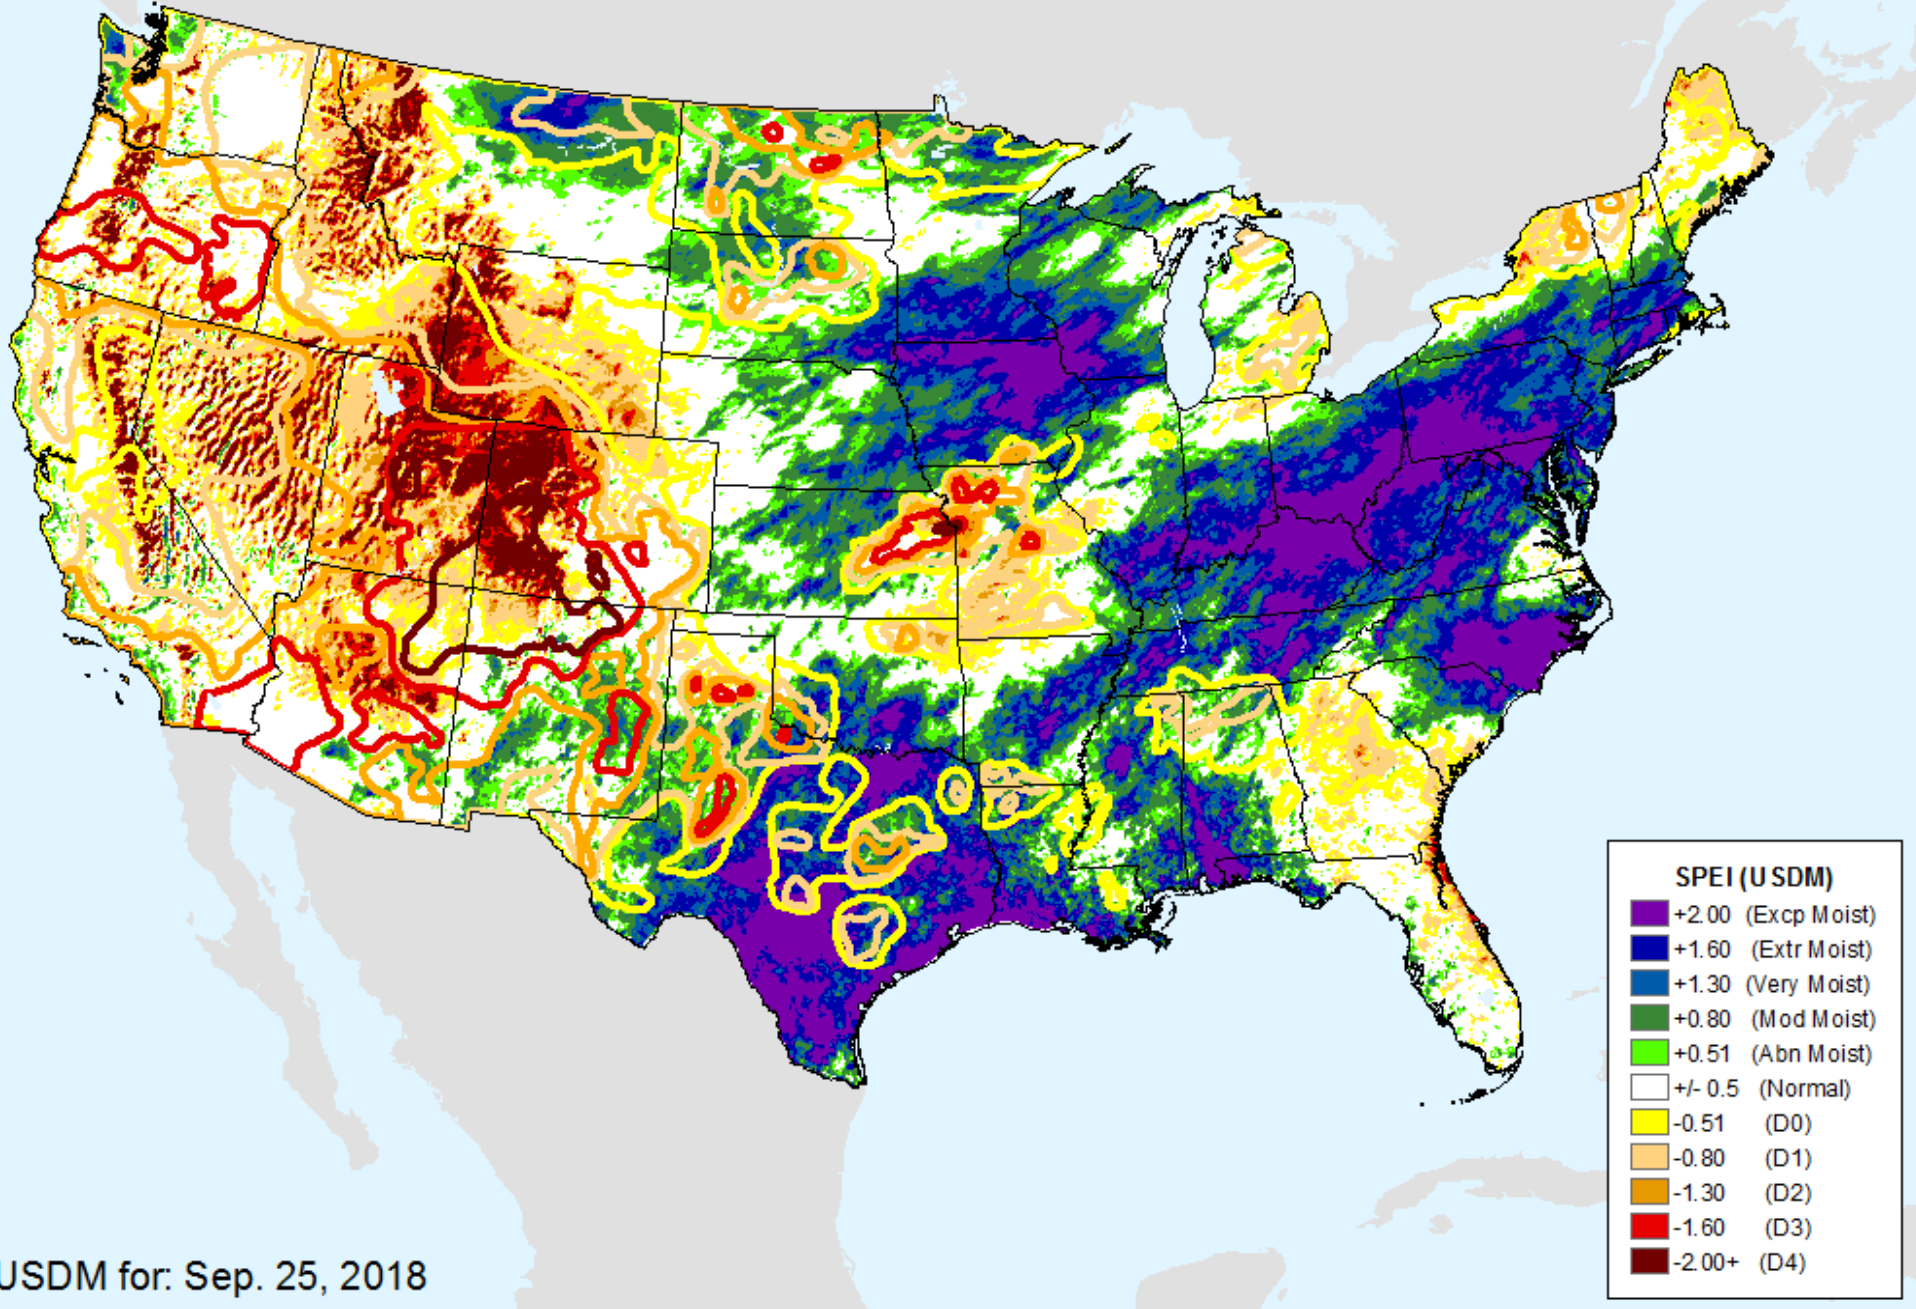 SPEI (USDM)
+2.00 (Excp Moist)
+1.60 (Extr Moist)
+1.30 (Very Moist)
+0.80 (Mod Moist)
+0.51 (Abn Moist)
+/- 0.5 (Normal)
-0.51 (D0)
-0.80 (D1)
-1.30 (D2)
-1.60 (D3)
-2.00+ (D4)
USDM for: Sep. 25, 2018